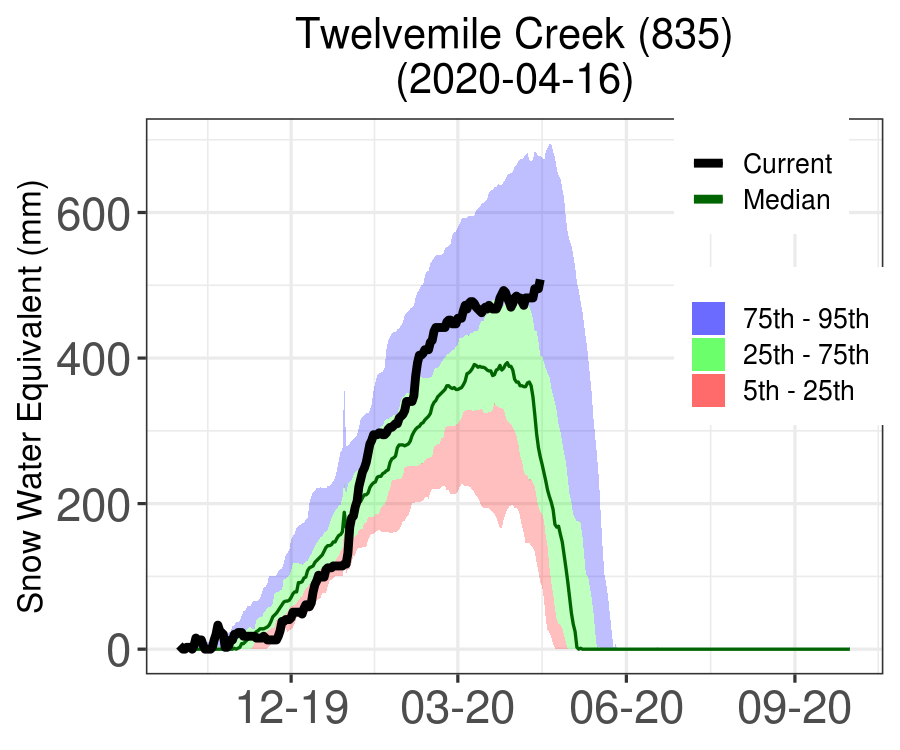 Twelvemile Creek (835)
(2020-04-16)
Snow Water Equivalent (mm)
600
400
200
0
12-19
03-20
06-20
09-20
Current
Median
75th - 95th
25th - 75th
5th - 25th